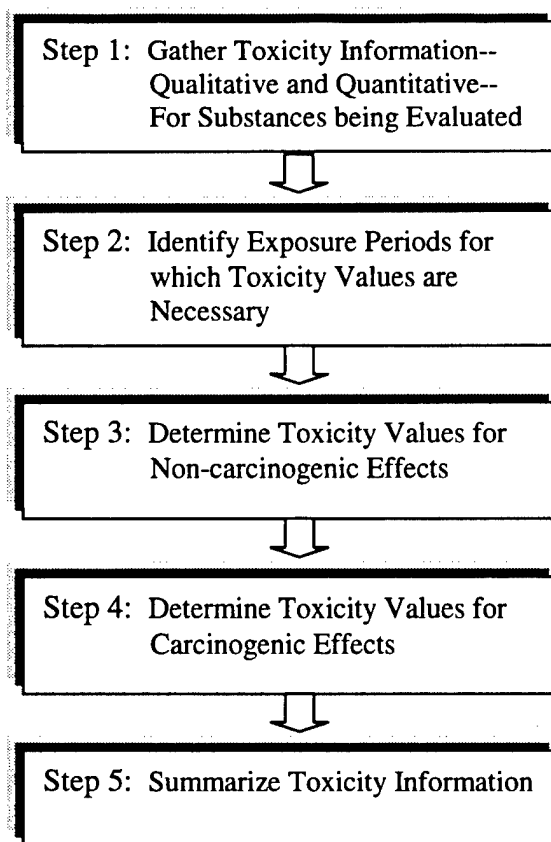 Step 1: Gather Toxicity Information--
Qualitative and Quantitative--
For Substances being Evaluated
Step 2: Identify Exposure Periods for
which Toxicity Values are
Necessary
Step 3: Determine Toxicity Values for
Non-carcinogenic Effects
Step 4: Determine Toxicity Values for
Carcinogenic Effects
Step 5: Summarize Toxicity Information